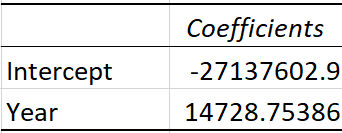 Coefficients
Intercept -27137602.9
Year 14728.75386